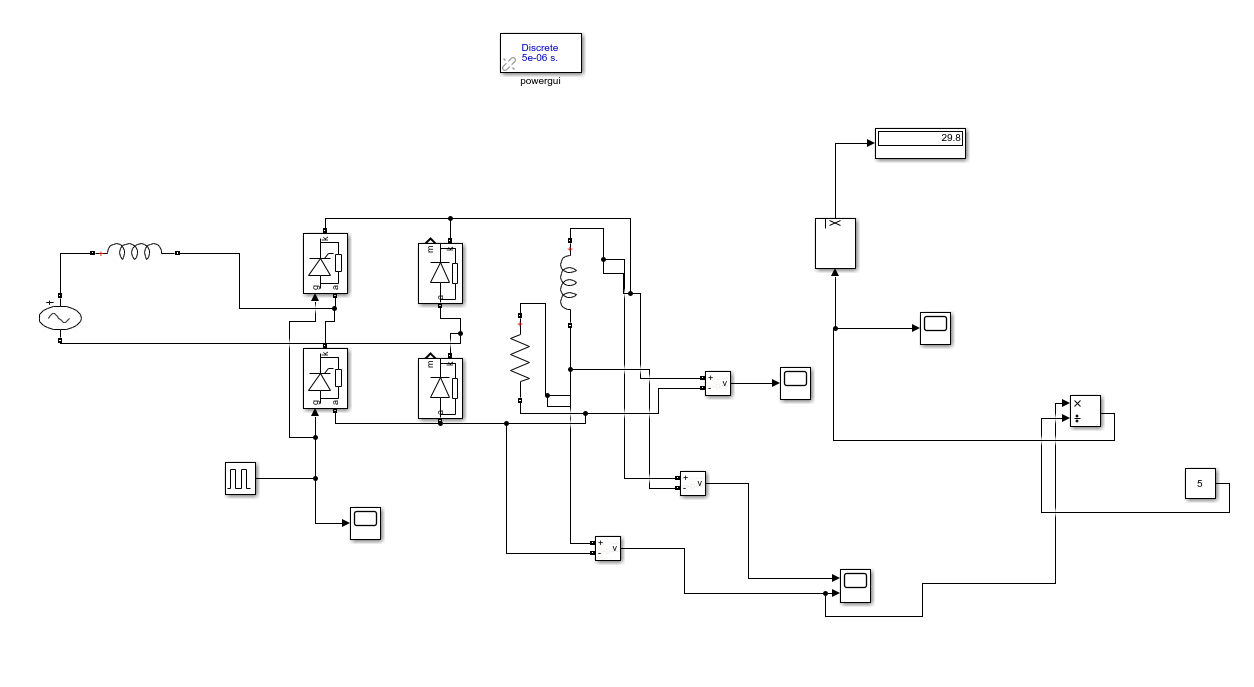 Discrete
5e-06 s.
powergui
29.8
+
k
g
a
m
k
a
k
g
a
m
k
a
+
-
v
+
-
v
+
-
v
×
÷
5